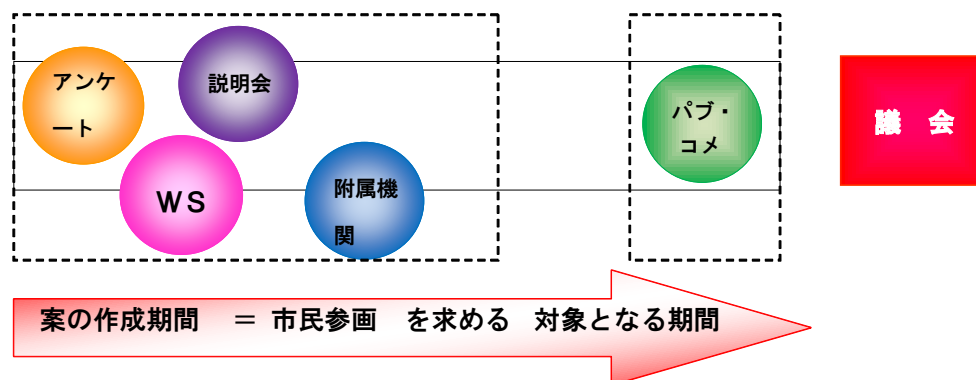 アンケ
ート
説明会
WS
附属機
関
パブ・
コメ
議 会
案の作成期間 = 市民参画 を求める 対象となる期間